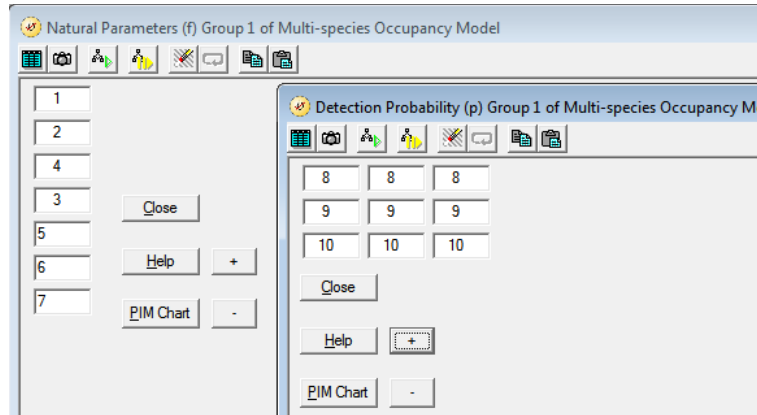 Natural Parameters (f) Group 1 of Multi-species Occupancy Model
1
2
4
3
5
6
7
Close
Help +
PIM Chart -
Detection Probability (p) Group 1 of Multi-species Occupancy M
8 8 8
9 9 9
10 10 10
Close
Help +
PIM Chart -